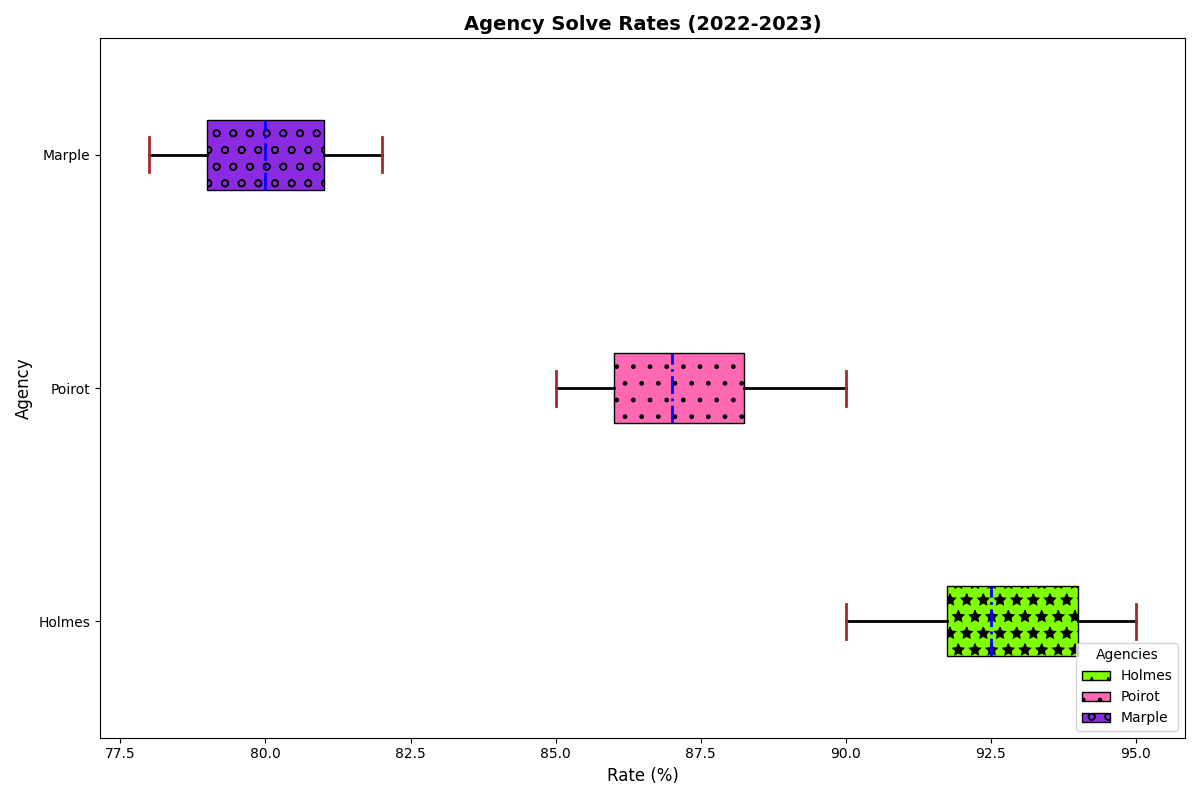 Agency Solve Rates (2022-2023)
Agency
Marple
Poirot
Holmes
77.5 80.0 82.5 85.0 87.5 90.0 92.5 95.0
Rate (%)
Agencies
Holmes
Poirot
Marple